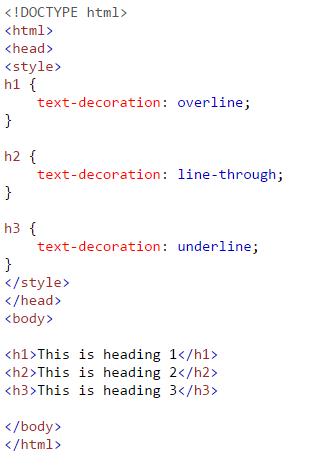 <!DOCTYPE html>
<html>
<head>
<style>
h1 {
    text-decoration: overline;
}

h2 {
    text-decoration: line-through;
}

h3 {
    text-decoration: underline;
}
</style>
</head>
<body>

<h1>This is heading 1</h1>
<h2>This is heading 2</h2>
<h3>This is heading 3</h3>

</body>
</html>